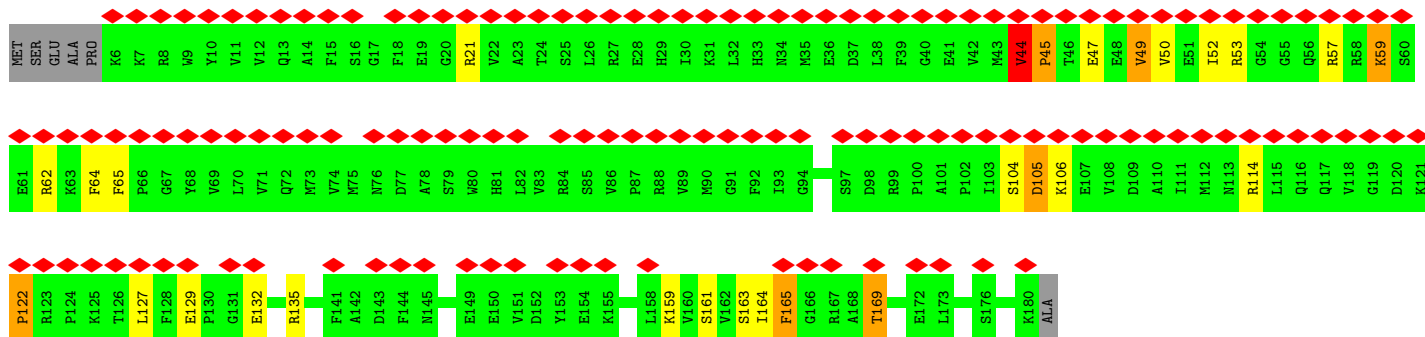 MET SER GLU ALA PRO K6 K7 R8 W9 Y10 V11 V12 Q13 A14 F15 S16 G17 F18 E19 G20 R21 V22 A23 T24 S25 L26 R27 E28 H29 I30 K31 L32 H33 N34 M35 E36 D37 L38 F39 G40 E41 V42 M43 V44 P45 T46 E47 E48 V49 V50 E51 I52 R53 G54 G55 Q56 R57 R58 K59 S60
E61 R62 K63 F64 F65 P66 G67 Y68 V69 L70 V71 Q72 M73 V74 M75 N76 D77 A78 S79 W80 H81 L82 V83 R84 S85 V86 P87 R88 V89 M90 G91 F92 I93 G94 S97 D98 R99 P100 A101 P102 I103 S104 D105 K106 E107 V108 D109 A110 I111 M112 N113 R114 L115 Q116 Q117 V118 G119 D120 K121
P122 R123 P124 K125 T126 L127 F128 E129 P130 G131 E132 R135 F141 A142 D143 F144 N145 E149 E150 V151 D152 Y153 E154 K155 L158 K159 V160 S161 V162 S163 I164 F165 G166 R167 A168 T169 E172 L173 S176 K180 ALA